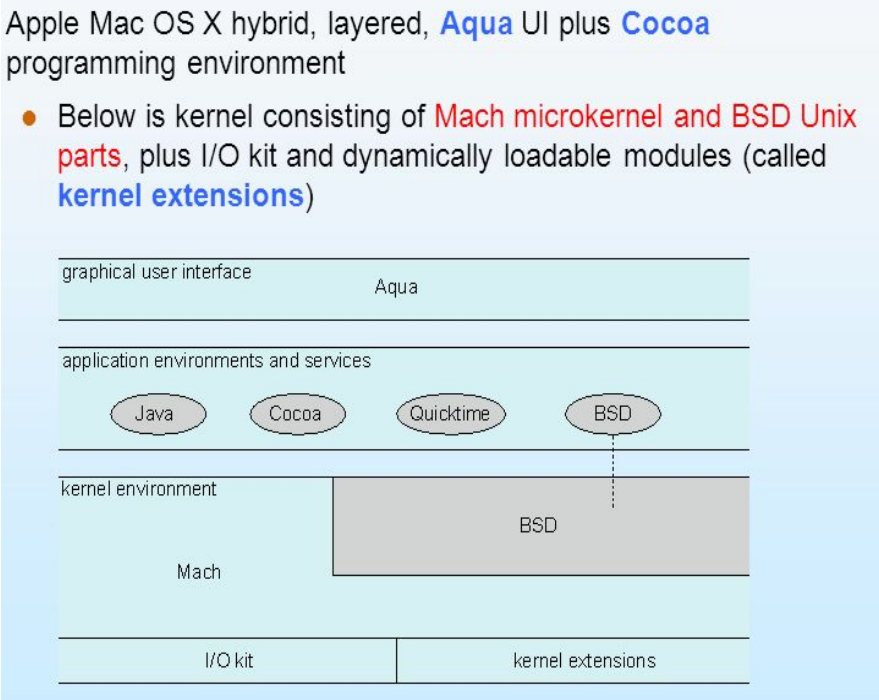 Apple Mac OS X hybrid, layered, Aqua UI plus Cocoa
programming environment
● Below is kernel consisting of Mach microkernel and BSD Unix
parts, plus I/O kit and dynamically loadable modules (called
kernel extensions)
graphical user interface
Aqua
application environments and services
Java Cocoa Quicktime BSD
kernel environment
BSD
Mach
I/O kit kernel extensions